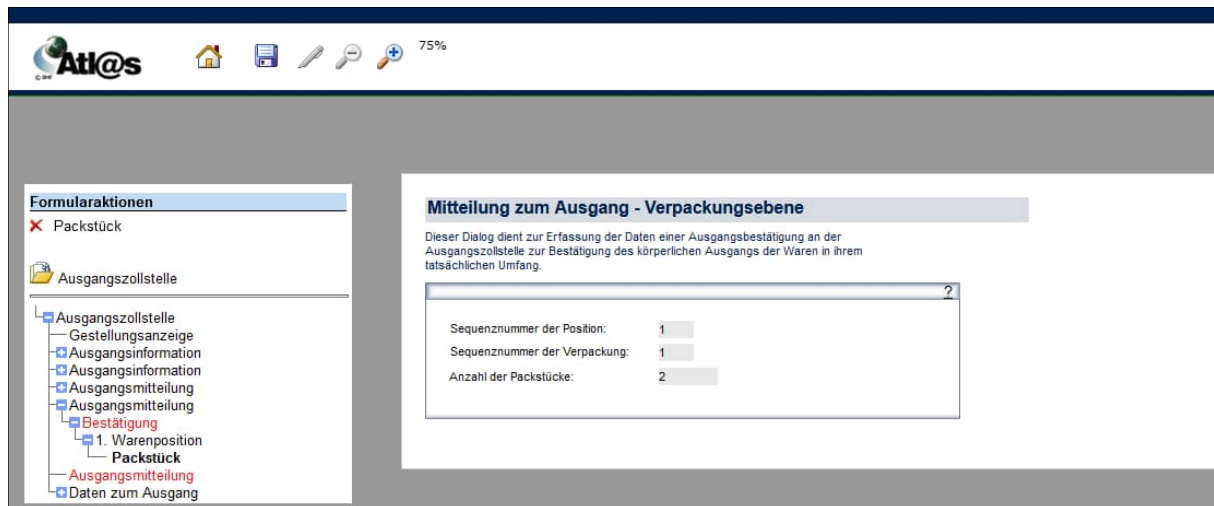 Atl@s
75%
Formularaktionen
Packstück
Ausgangszollstelle
Ausgangszollstelle
Gestellungsanzeige
Ausgangsinformation
Ausgangsinformation
Ausgangsmitteilung
Ausgangsmitteilung
Bestätigung
1. Warenposition
Packstück
Ausgangsmitteilung
Daten zum Ausgang
Mitteilung zum Ausgang - Verpackungsebene
Dieser Dialog dient zur Erfassung der Daten einer Ausgangsbestätigung an der
Ausgangszollstelle zur Bestätigung des körperlichen Ausgangs der Waren in ihrem
tatsächlichen Umfang.
?
Sequenznummer der Position: 1
Sequenznummer der Verpackung: 1
Anzahl der Packstücke: 2